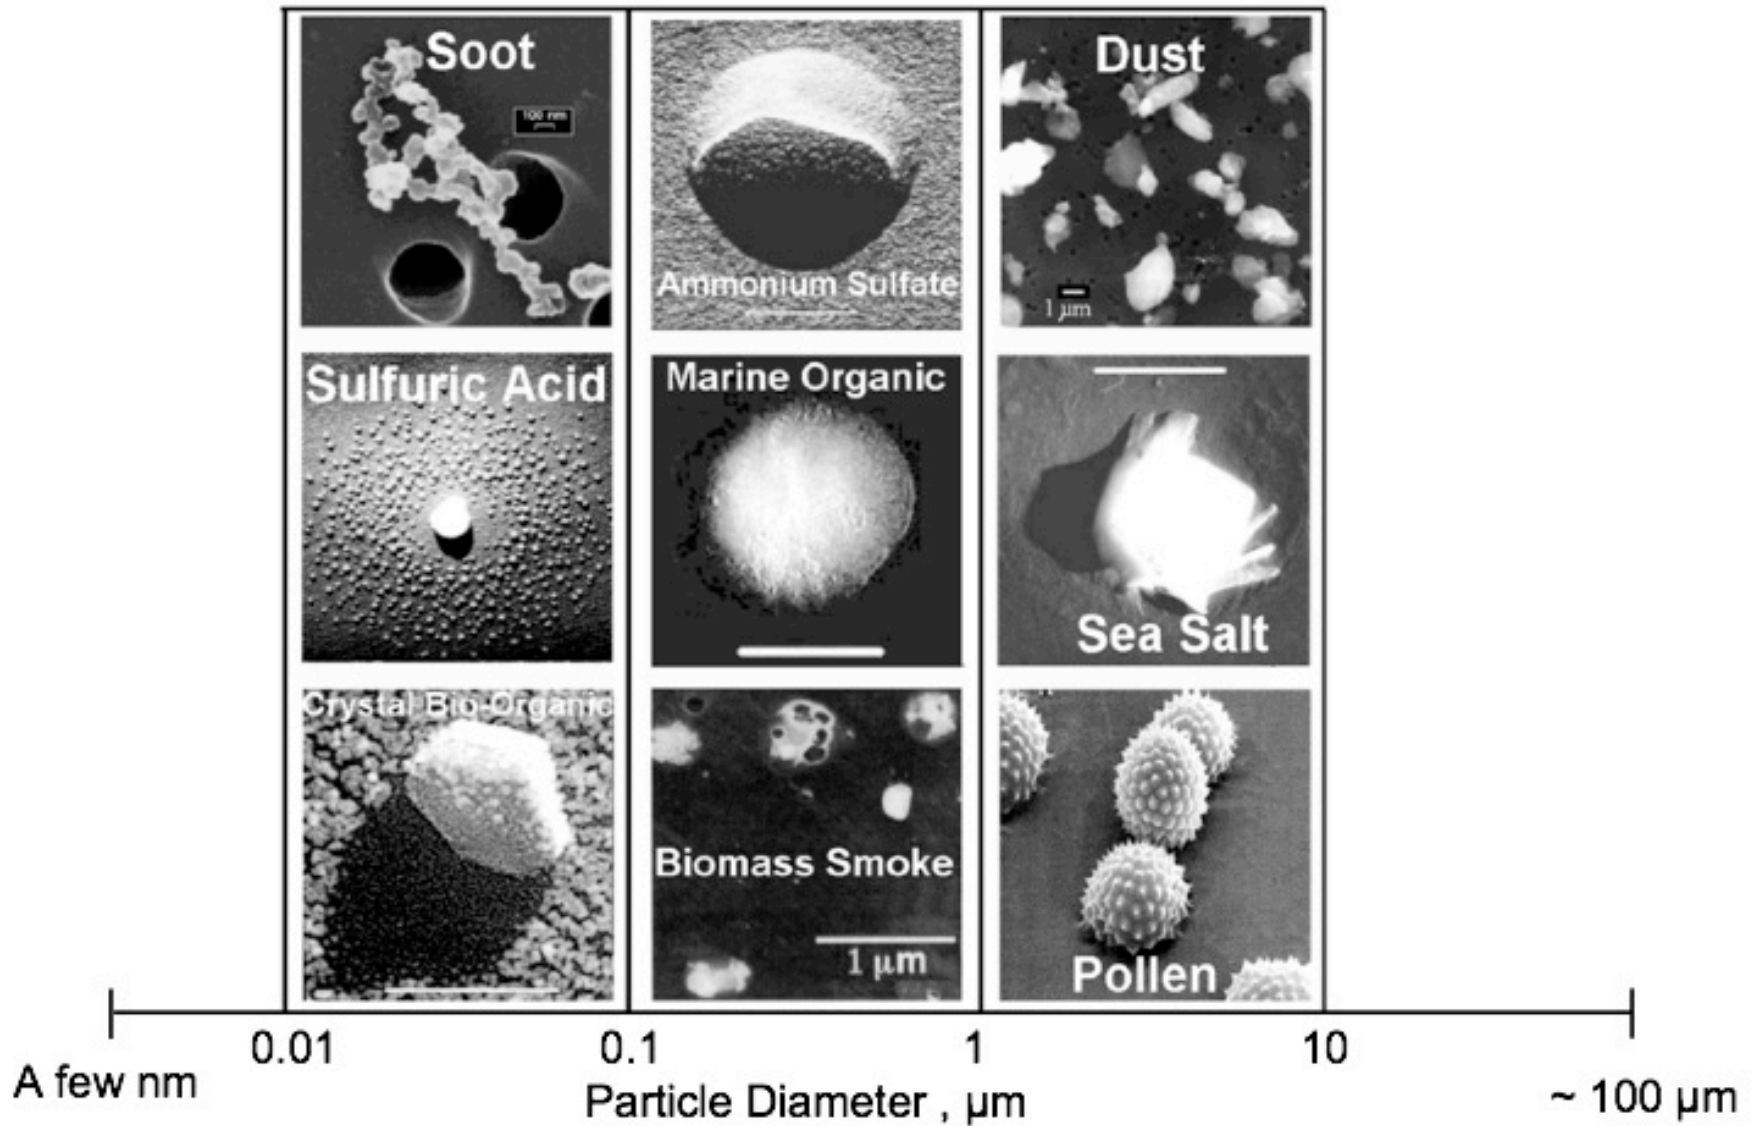 Soot
100 nm
Dust
Ammonium Sulfate
1 µm
Sulfuric Acid
Marine Organic
Sea Salt
Crystal Bio-Organic
Biomass Smoke
1 µm
Pollen
0.01
0.1
1
10
A few nm
Particle Diameter , µm
~ 100 µm